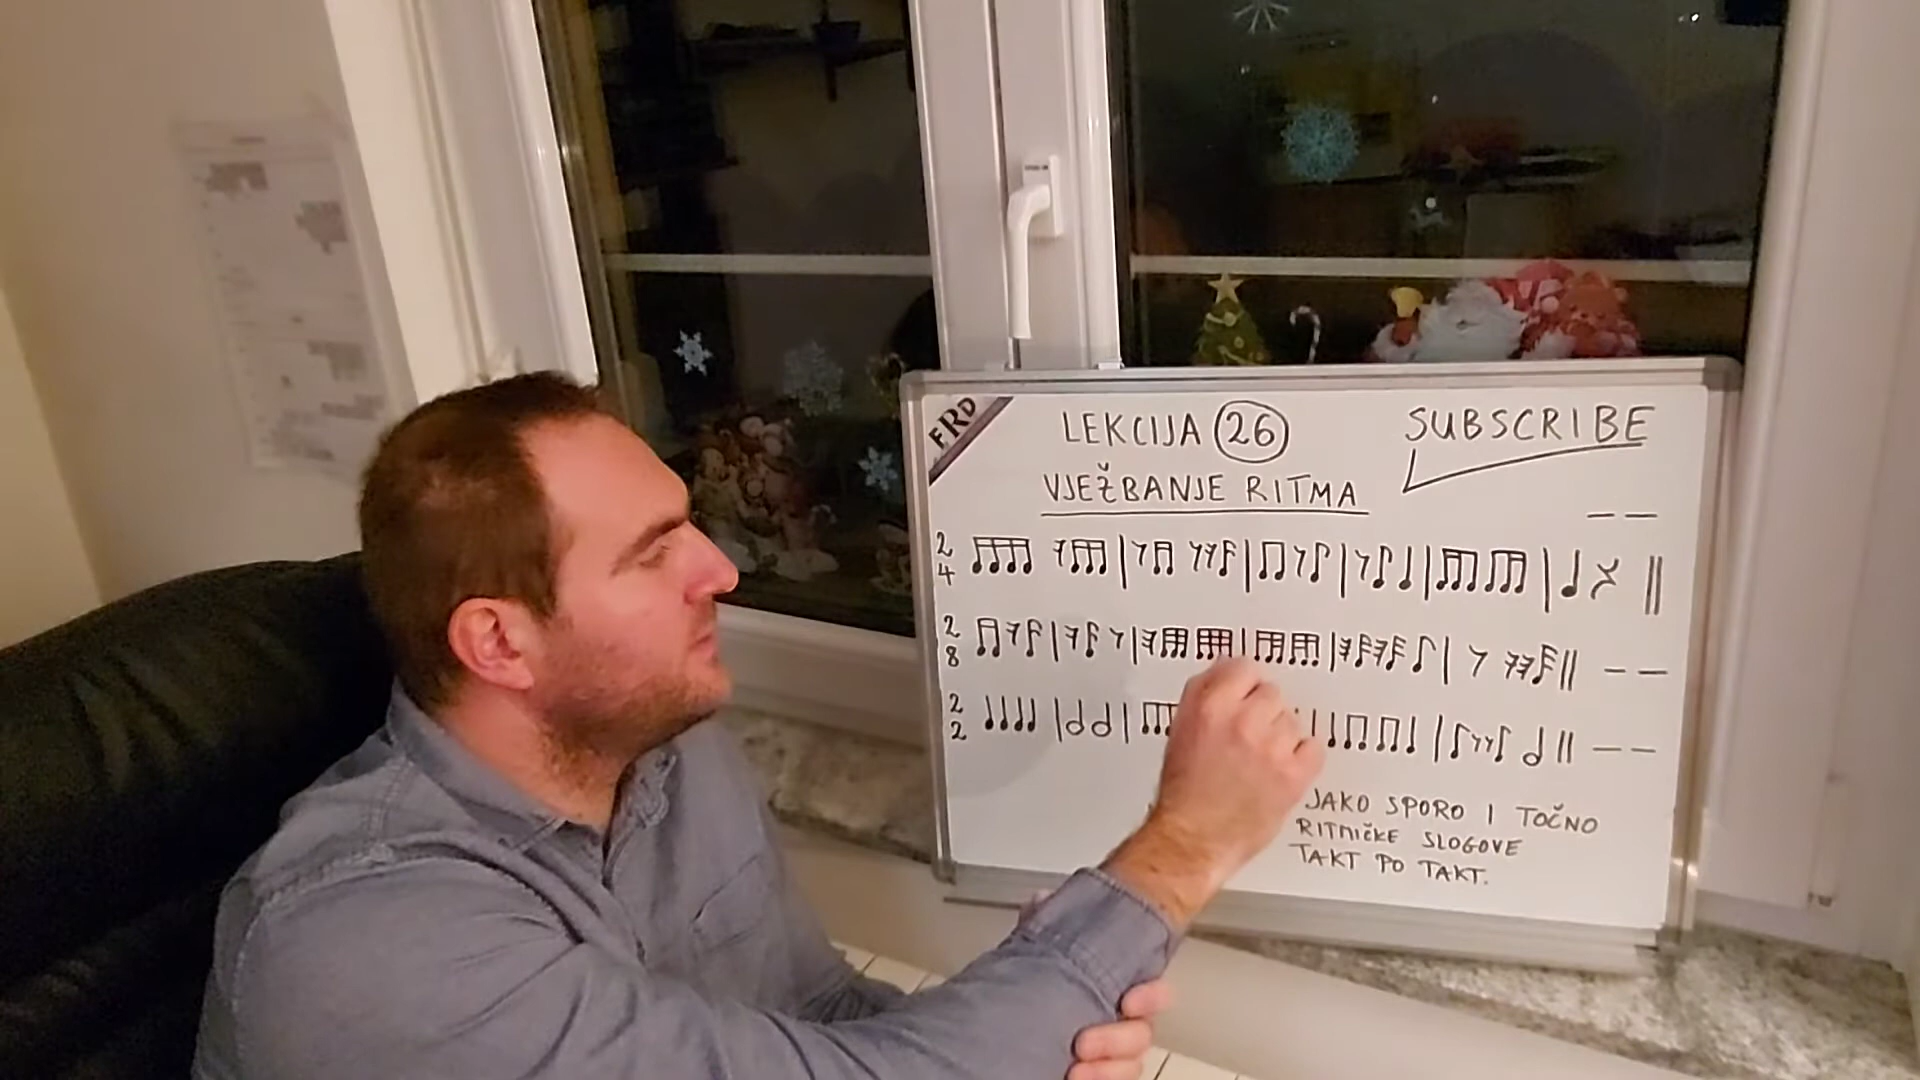 FRD
LEKCIJA 26
SUBSCRIBE
VJEŽBANJE RITMA
2
4
2
8
2
2
JAKO SPORO I TOČNO
RITMIČKE SLOGOVE
TAKT PO TAKT.